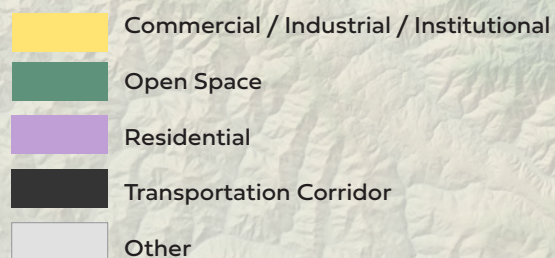 Commercial / Industrial / Institutional
Open Space
Residential
Transportation Corridor
Other